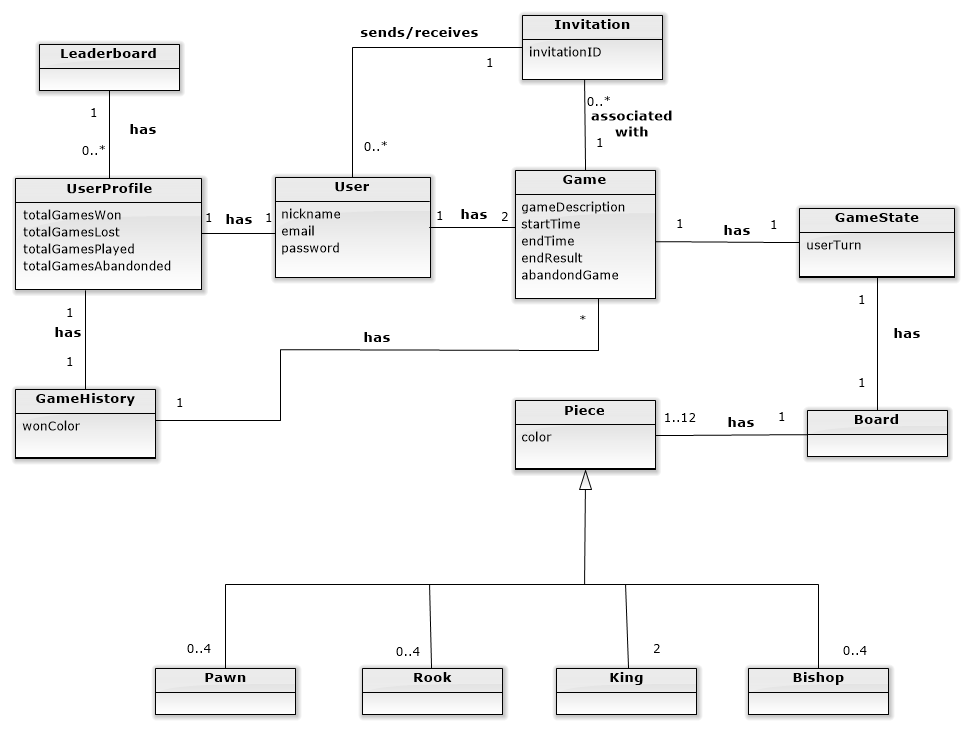 Invitation
invitationID
sends/receives
1
0..*
Leaderboard
1
has
0..*
0..*
associated
with
1
UserProfile
totalGamesWon
totalGamesLost
totalGamesPlayed
totalGamesAbandonded
1 has 1
User
nickname
email
password
1 has 2
Game
gameDescription
startTime
endTime
endResult
abandondGame
1 has 1
GameState
userTurn
1
has
1
1
has
1
*
has
1
GameHistory
wonColor
Piece
color
1..12 has 1
Board
0..4
0..4
2
0..4
Pawn
Rook
King
Bishop